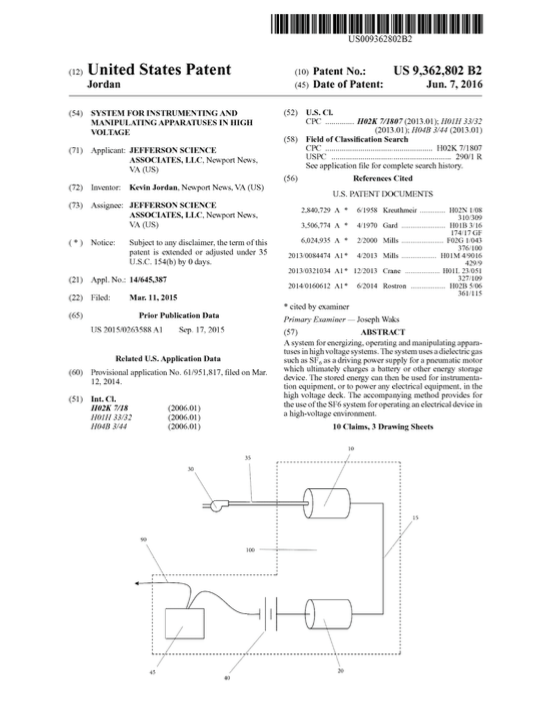 US009362802B2
(12) United States Patent
Jordan
(10) Patent No.: US 9,362,802 B2
(45) Date of Patent: Jun. 7, 2016
(54) SYSTEM FOR INSTRUMENTING AND
MANIPULATING APPARATUSES IN HIGH
VOLTAGE
(71) Applicant: JEFFERSON SCIENCE
ASSOCIATES, LLC, Newport News,
VA (US)
(72) Inventor: Kevin Jordan, Newport News, VA (US)
(73) Assignee: JEFFERSON SCIENCE
ASSOCIATES, LLC, Newport News,
VA (US)
( * ) Notice: Subject to any disclaimer, the term of this
patent is extended or adjusted under 35
U.S.C. 154(b) by 0 days.
(21) Appl. No.: 14/645,387
(22) Filed: Mar. 11, 2015
(65) Prior Publication Data
US 2015/0263588 A1 Sep. 17, 2015
Related U.S. Application Data
(60) Provisional application No. 61/951,817, filed on Mar.
12, 2014.
(51) Int. Cl.
H02K 7/18 (2006.01)
H01H 33/32 (2006.01)
H04B 3/44 (2006.01)
(52) U.S. Cl.
CPC .............. H02K 7/1807 (2013.01); H01H 33/32
(2013.01); H04B 3/44 (2013.01)
(58) Field of Classification Search
CPC .................................... H02K 7/1807
USPC .................................... 290/1 R
See application file for complete search history.
(56) References Cited
U.S. PATENT DOCUMENTS
2,840,729 A * 6/1958 Kreuthmeir ........... H02N 1/08
310/309
3,506,774 A * 4/1970 Gard .................. H01B 3/16
174/17 GF
6,024,935 A * 2/2000 Mills .................. F02G 1/043
376/100
2013/0084474 A1* 4/2013 Mills ............... H01M 4/9016
429/9
2013/0321034 A1* 12/2013 Crane ............... H01L 23/051
327/109
2014/0160612 A1* 6/2014 Rostron ............... H02B 5/06
361/115
* cited by examiner
Primary Examiner — Joseph Waks
(57) ABSTRACT
A system for energizing, operating and manipulating appara-
tuses in high voltage systems. The system uses a dielectric gas
such as SF6 as a driving power supply for a pneumatic motor
which ultimately charges a battery or other energy storage
device. The stored energy can then be used for instrumenta-
tion equipment, or to power any electrical equipment, in the
high voltage deck. The accompanying method provides for
the use of the SF6 system for operating an electrical device in
a high-voltage environment.
10 Claims, 3 Drawing Sheets
10
35
30
15
90
100
45
40
20